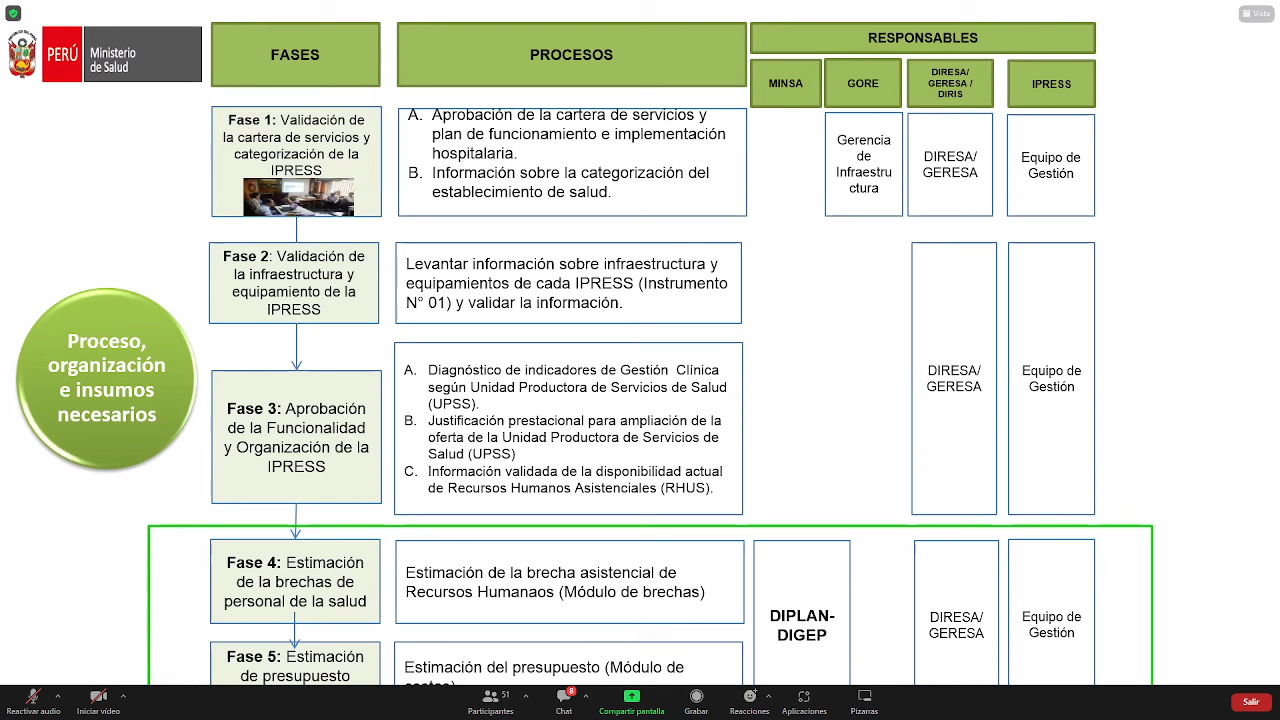 Vista
PERÚ
Ministerio
de Salud
FASES
PROCESOS
RESPONSABLES
MINSA
GORE
DIRESA/
GERESA /
DIRIS
IPRESS
Fase 1: Validación de
la cartera de servicios y
categorización de la
IPRESS
A. Aprobación de la cartera de servicios y
plan de funcionamiento e implementación
hospitalaria.
B. Información sobre la categorización del
establecimiento de salud.
Gerencia
de
Infraestru
ctura
DIRESA/
GERESA
Equipo de
Gestión
Fase 2: Validación de
la infraestructura y
equipamiento de la
IPRESS
Levantar información sobre infraestructura y
equipamientos de cada IPRESS (Instrumento
N° 01) y validar la información.
Proceso,
organización
e insumos
necesarios
Fase 3: Aprobación
de la Funcionalidad
y Organización de la
IPRESS
A. Diagnóstico de indicadores de Gestión Clínica
según Unidad Productora de Servicios de Salud
(UPSS).
B. Justificación prestacional para ampliación de la
oferta de la Unidad Productora de Servicios de
Salud (UPSS)
C. Información validada de la disponibilidad actual
de Recursos Humanos Asistenciales (RHUS).
DIRESA/
GERESA
Equipo de
Gestión
Fase 4: Estimación
de la brechas de
personal de la salud
Estimación de la brecha asistencial de
Recursos Humanaos (Módulo de brechas)
DIPLAN-
DIGEP
DIRESA/
GERESA
Equipo de
Gestión
Fase 5: Estimación
de presupuesto
Estimación del presupuesto (Módulo de
Reactivar audio
Iniciar vídeo
51
Participantes
8
Chat
Compartir pantalla
Grabar
Reacciones
Aplicaciones
Pizarras
Salir